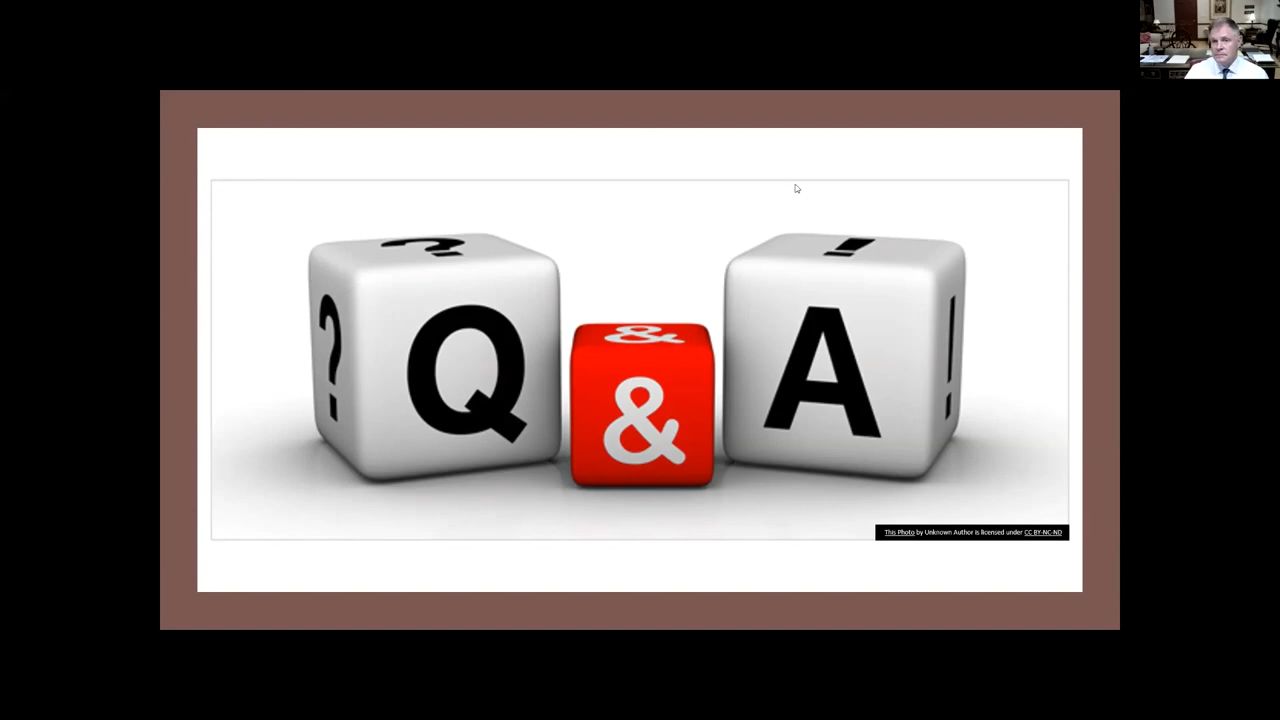 ? !
? Q & & A !
This Photo by Unknown Author is licensed under CC BY-NC-ND